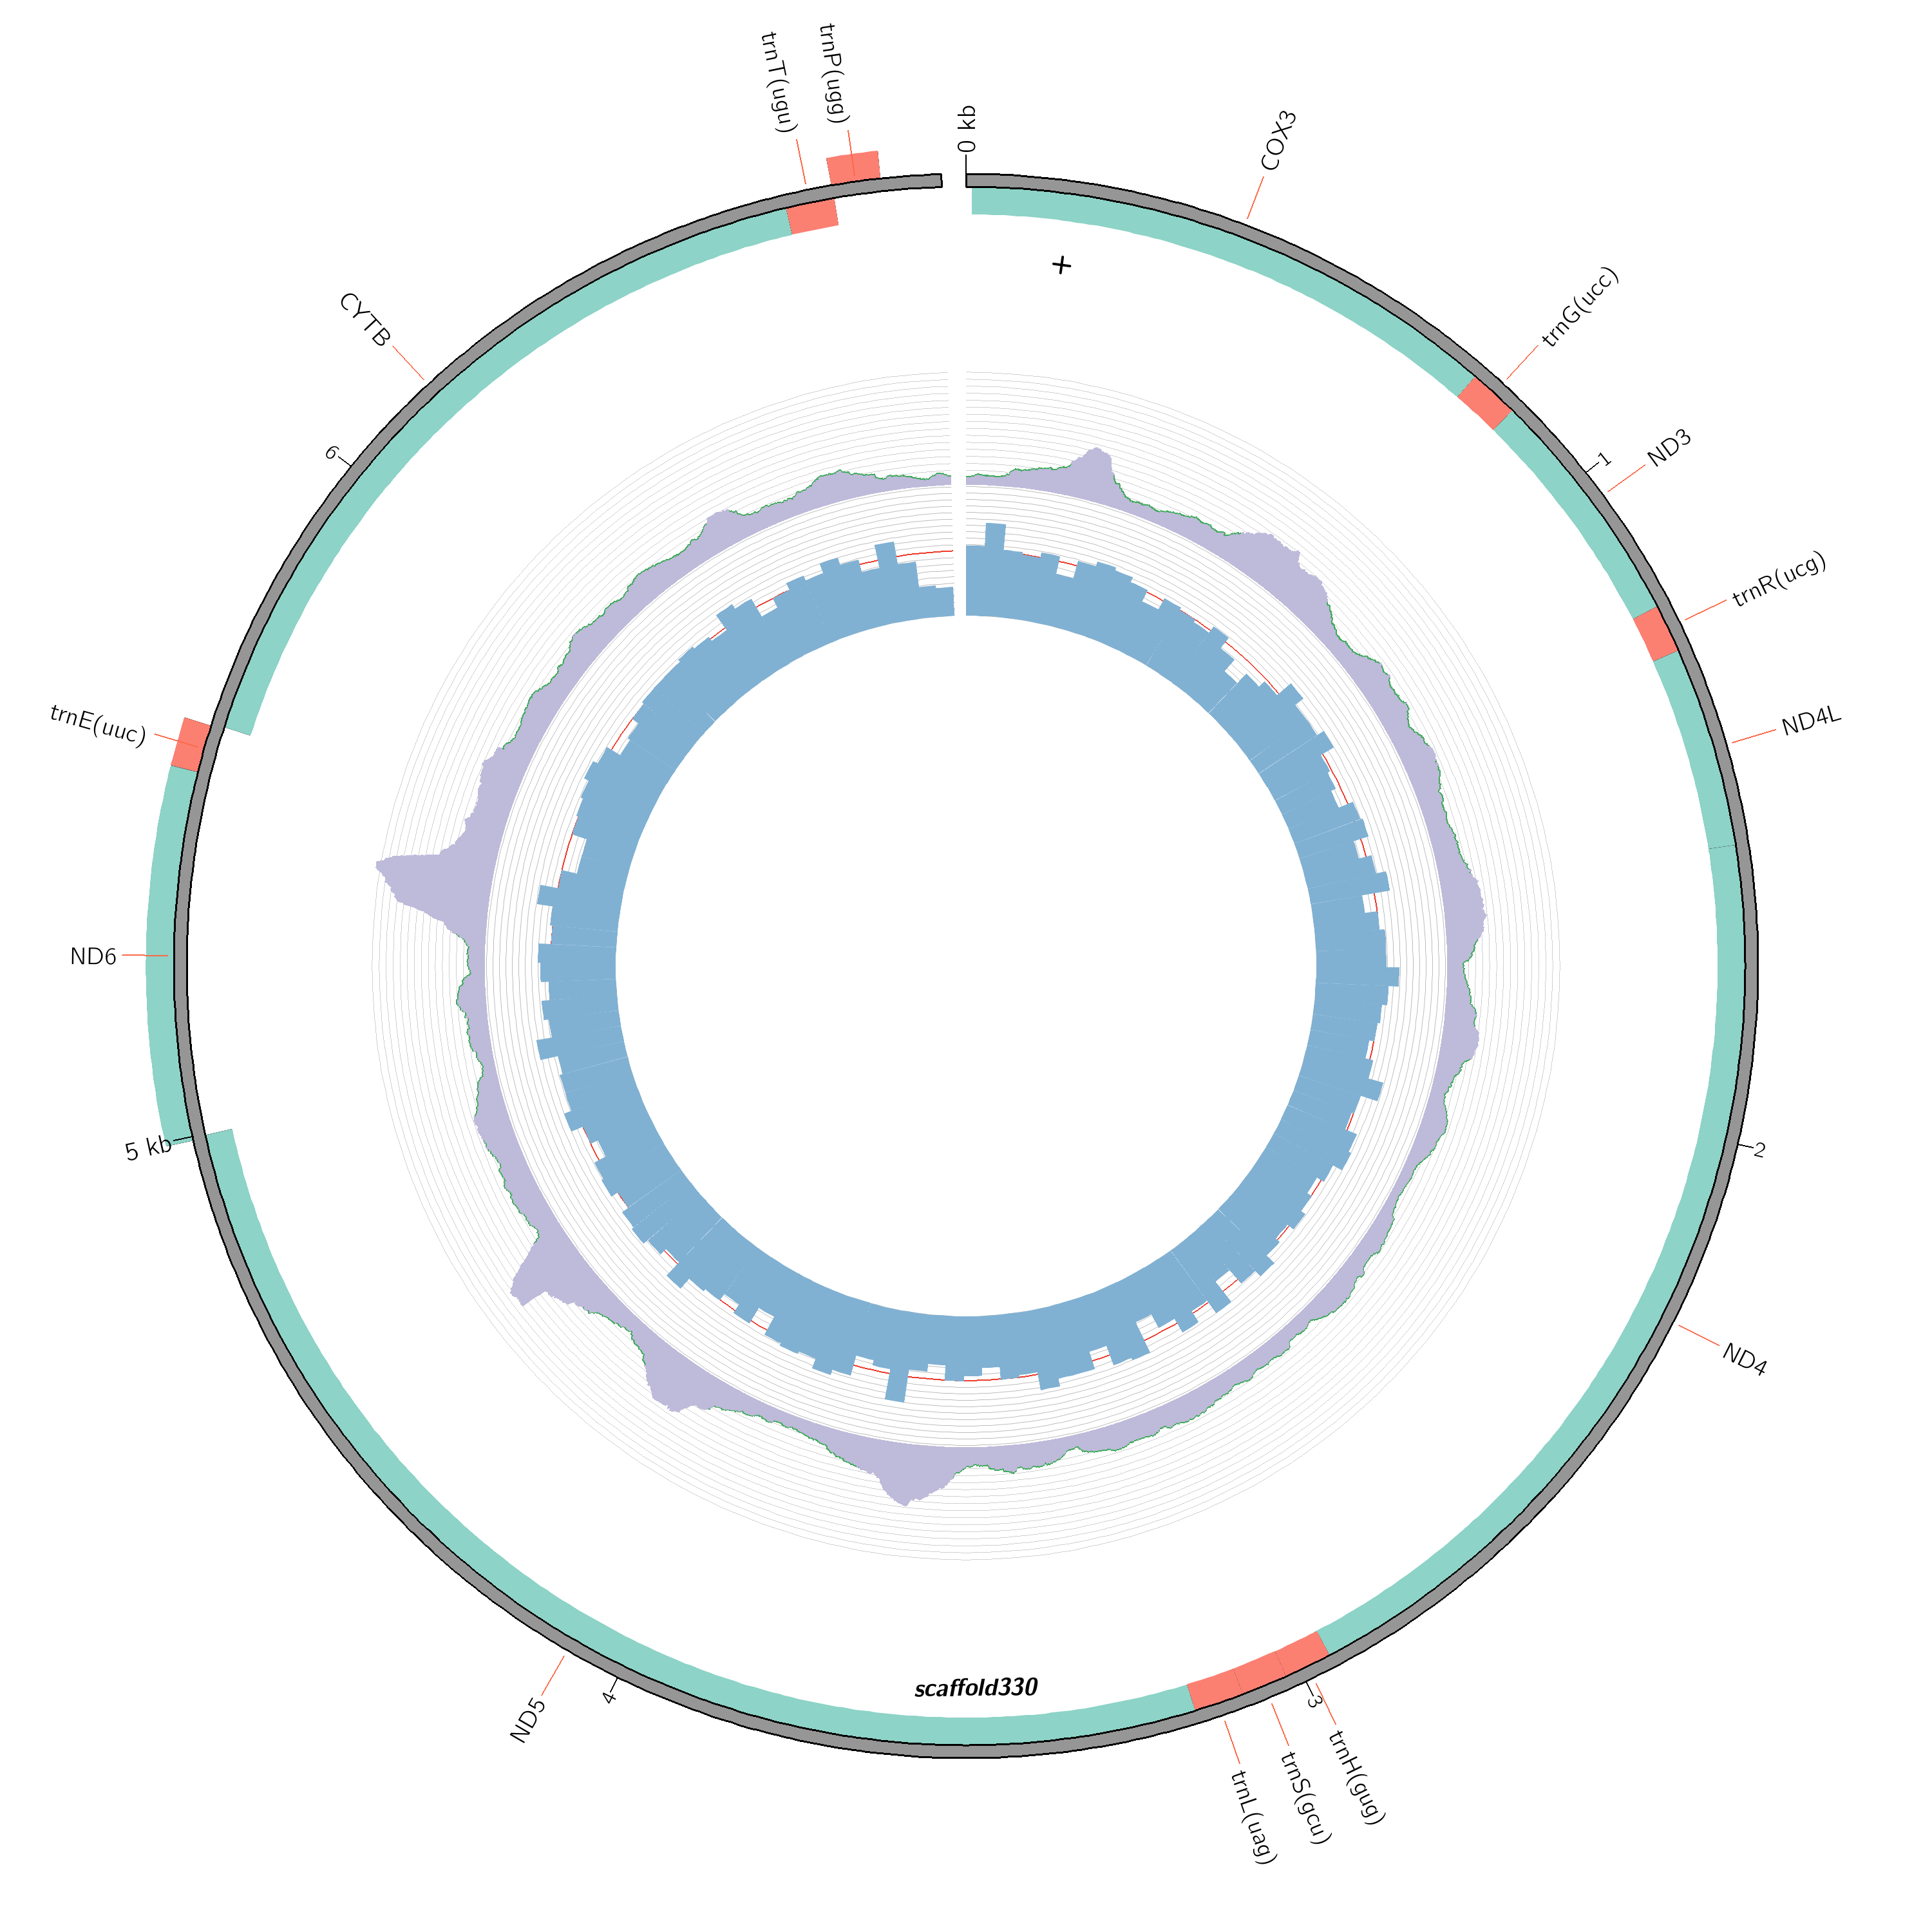 0 kb
COX3
trnG(ucc)
1
ND3
trnR(ucg)
ND4L
2
ND4
3
trnH(gug)
trnS(gcu)
trnL(uag)
scaffold330
4
ND5
5 kb
ND6
trnE(uuc)
6
CYTB
trnT(ugu)
trnP(ugg)
+